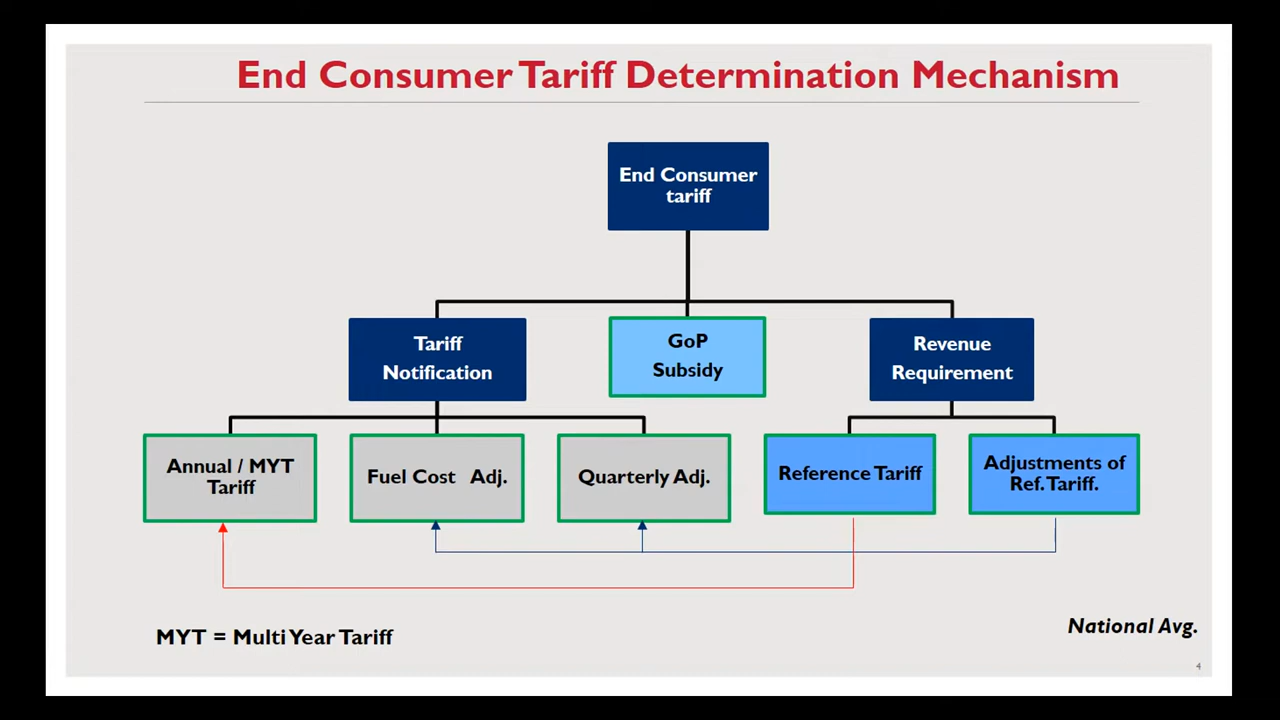 End Consumer Tariff Determination Mechanism
End Consumer
tariff
Tariff
Notification
GoP
Subsidy
Revenue
Requirement
Annual / MYT
Tariff
Fuel Cost Adj.
Quarterly Adj.
Reference Tariff
Adjustments of
Ref. Tariff.
MYT = Multi Year Tariff
National Avg.
4